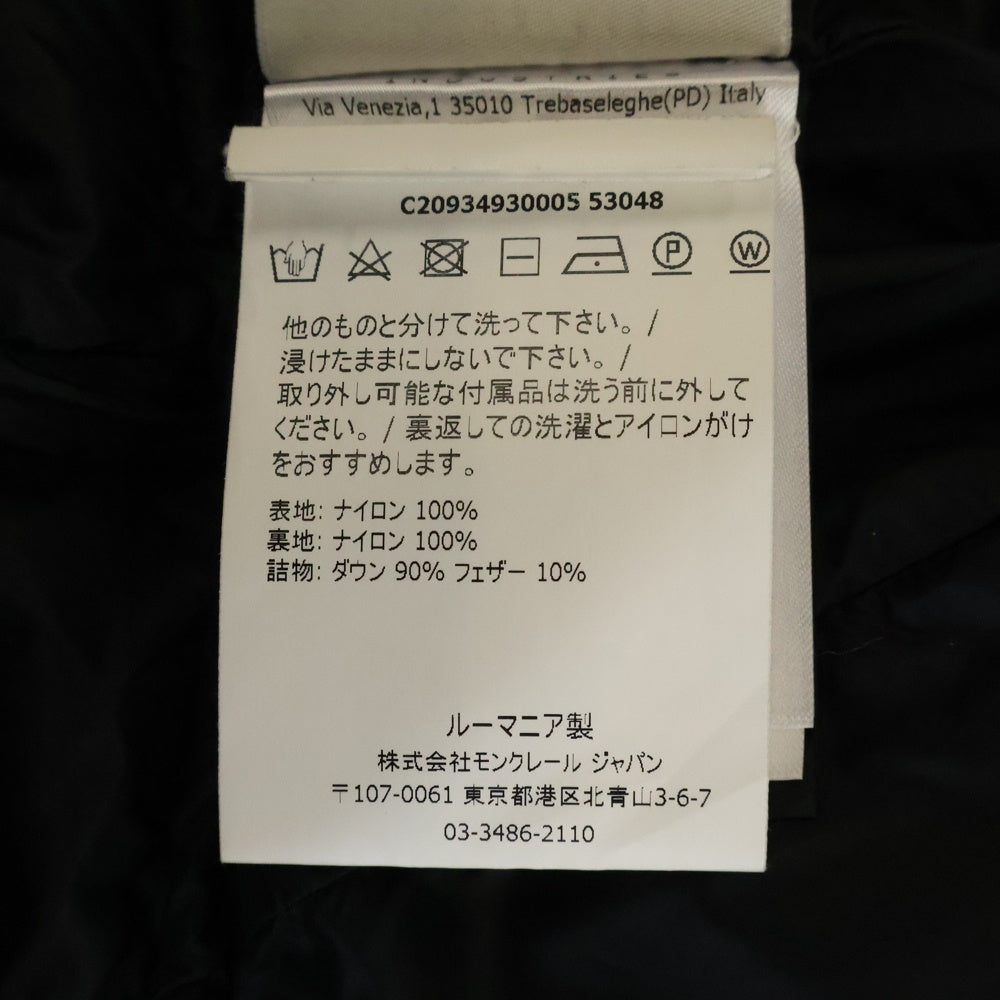 INDUSTRIES
Via Venezia,1 35010 Trebaseleghe(PD) Italy
C20934930005 53048
P
W
他のものと分けて洗って下さい。/
浸けたままにしないで下さい。/
取り外し可能な付属品は洗う前に外して
ください。/ 裏返しての洗濯とアイロンがけ
をおすすめします。
表地: ナイロン 100%
裏地: ナイロン 100%
詰物: ダウン 90% フェザー 10%
ルーマニア製
株式会社モンクレール ジャパン
〒107-0061 東京都港区北青山3-6-7
03-3486-2110